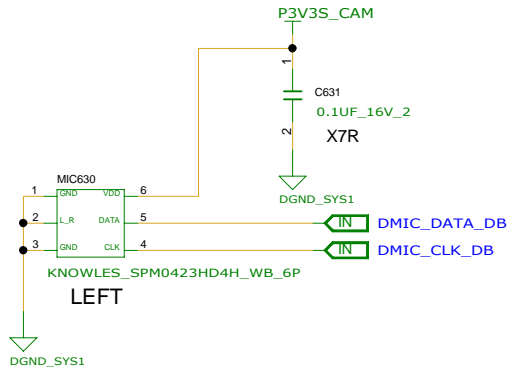 P3V3S_CAM
1
C631
0.1UF_16V_2
2
X7R
DGND_SYS1
MIC630
1 GND VDD 6
2 L_R DATA 5 IN DMIC_DATA_DB
3 GND CLK 4 IN DMIC_CLK_DB
KNOWLES_SPM0423HD4H_WB_6P
LEFT
DGND_SYS1